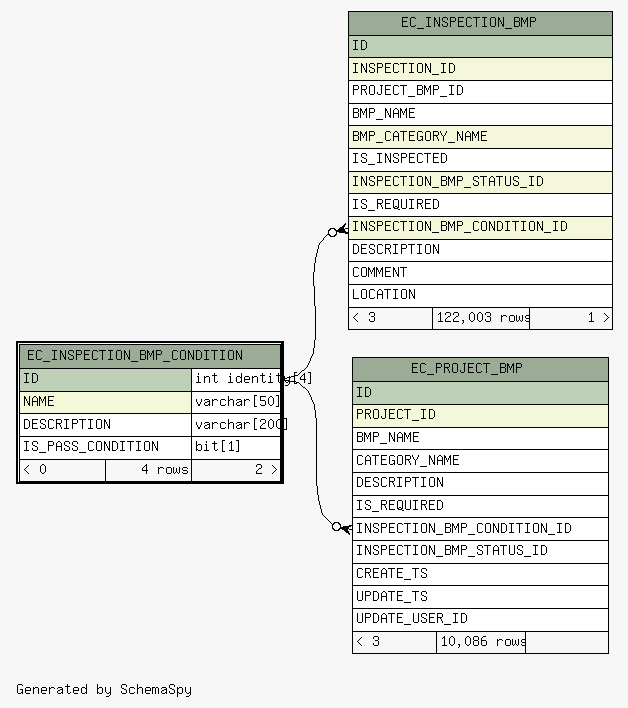 EC_INSPECTION_BMP
ID
INSPECTION_ID
PROJECT_BMP_ID
BMP_NAME
BMP_CATEGORY_NAME
IS_INSPECTED
INSPECTION_BMP_STATUS_ID
IS_REQUIRED
INSPECTION_BMP_CONDITION_ID
DESCRIPTION
COMMENT
LOCATION
< 3 122,003 rows 1 >
EC_INSPECTION_BMP_CONDITION
ID int identity[4]
NAME varchar[50]
DESCRIPTION varchar[200]
IS_PASS_CONDITION bit[1]
< 0 4 rows 2 >
EC_PROJECT_BMP
ID
PROJECT_ID
BMP_NAME
CATEGORY_NAME
DESCRIPTION
IS_REQUIRED
INSPECTION_BMP_CONDITION_ID
INSPECTION_BMP_STATUS_ID
CREATE_TS
UPDATE_TS
UPDATE_USER_ID
< 3 10,086 rows
Generated by SchemaSpy